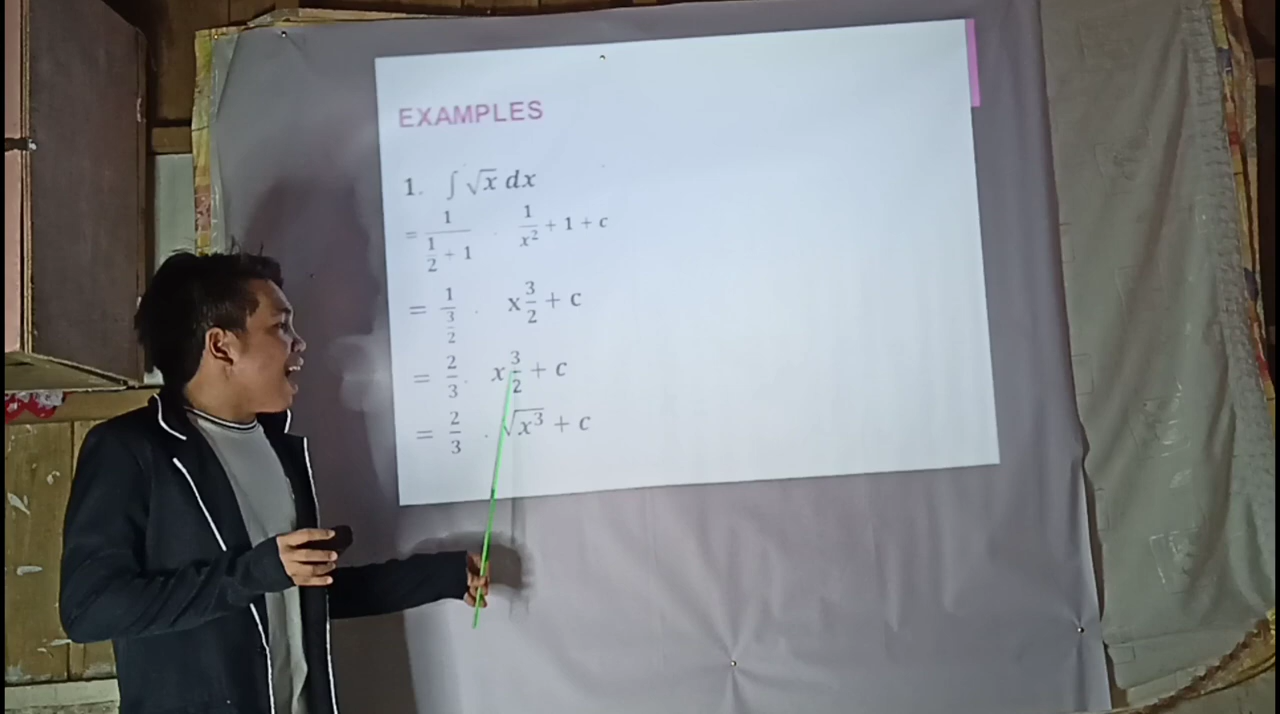 EXAMPLES
1. ∫ √x dx
= 1/(1/2 + 1) · 1/x² + 1 + c
= 1/(3/2) · x 3/2 + c
= 2/3 · x 3/2 + c
= 2/3 · √x³ + c